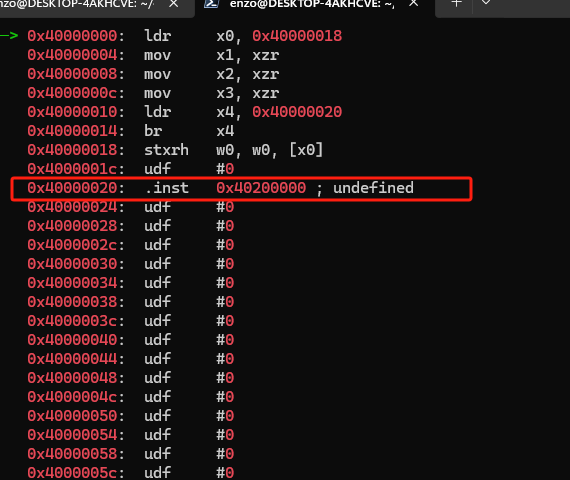 enzo@DESKTOP-4AKHCVE: ~/ × enzo@DESKTOP-4AKHCVE: ~/ × +
—> 0x40000000: ldr x0, 0x40000018
0x40000004: mov x1, xzr
0x40000008: mov x2, xzr
0x4000000c: mov x3, xzr
0x40000010: ldr x4, 0x40000020
0x40000014: br x4
0x40000018: stxrh w0, w0, [x0]
0x4000001c: udf #0
0x40000020: .inst 0x40200000 ; undefined
0x40000024: udf #0
0x40000028: udf #0
0x4000002c: udf #0
0x40000030: udf #0
0x40000034: udf #0
0x40000038: udf #0
0x4000003c: udf #0
0x40000040: udf #0
0x40000044: udf #0
0x40000048: udf #0
0x4000004c: udf #0
0x40000050: udf #0
0x40000054: udf #0
0x40000058: udf #0
0x4000005c: udf #0